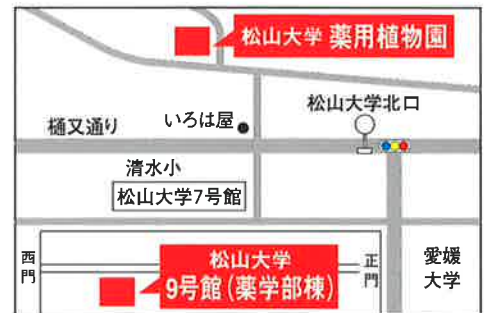 松山大学 薬用植物園
松山大学北口
樋又通り
いろは屋
清水小
松山大学7号館
西門
松山大学
9号館(薬学部棟)
正門
愛媛
大学